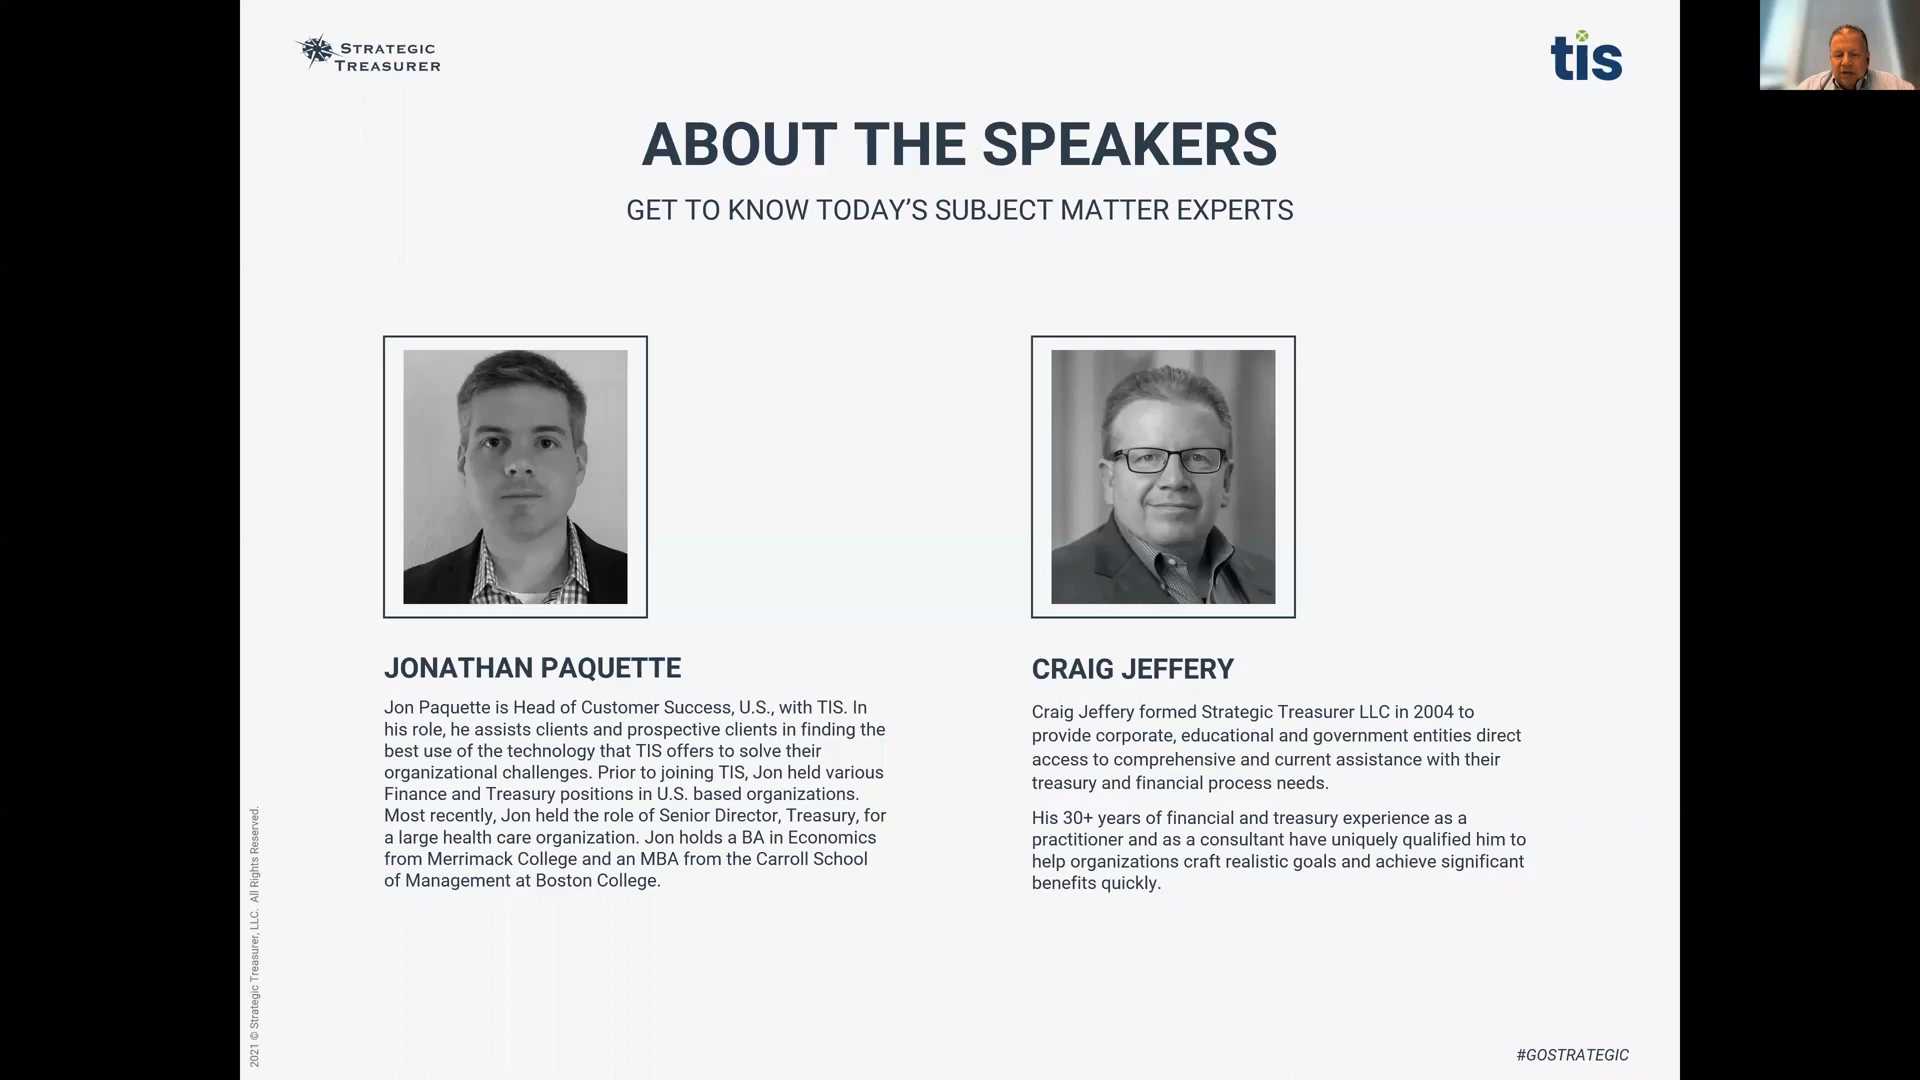 STRATEGIC
TREASURER
tis
ABOUT THE SPEAKERS
GET TO KNOW TODAY'S SUBJECT MATTER EXPERTS
JONATHAN PAQUETTE
Jon Paquette is Head of Customer Success, U.S., with TIS. In
his role, he assists clients and prospective clients in finding the
best use of the technology that TIS offers to solve their
organizational challenges. Prior to joining TIS, Jon held various
Finance and Treasury positions in U.S. based organizations.
Most recently, Jon held the role of Senior Director, Treasury, for
a large health care organization. Jon holds a BA in Economics
from Merrimack College and an MBA from the Carroll School
of Management at Boston College.
CRAIG JEFFERY
Craig Jeffery formed Strategic Treasurer LLC in 2004 to
provide corporate, educational and government entities direct
access to comprehensive and current assistance with their
treasury and financial process needs.
His 30+ years of financial and treasury experience as a
practitioner and as a consultant have uniquely qualified him to
help organizations craft realistic goals and achieve significant
benefits quickly.
2021 © Strategic Treasurer, LLC. All Rights Reserved.
#GOSTRATEGIC